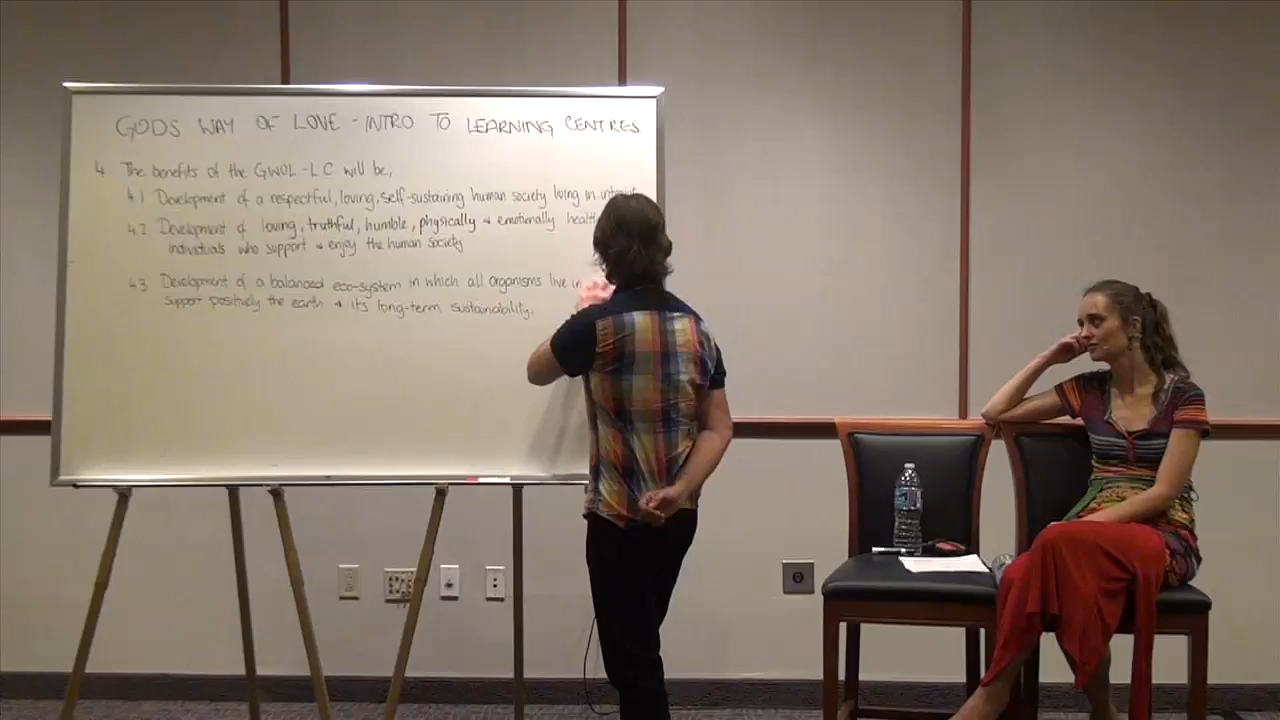 GODS WAY OF LOVE - INTRO TO LEARNING CENTRES
4 The benefits of the GWOL-LC will be,
4.1 Development of a respectful, loving, self-sustaining human society living in
4.2 Development of loving, truthful, humble, physically & emotionally
individuals who support & enjoy the human society
4.3 Development of a balanced eco-system in which all organisms live in
support positively the earth & its long-term sustainability.